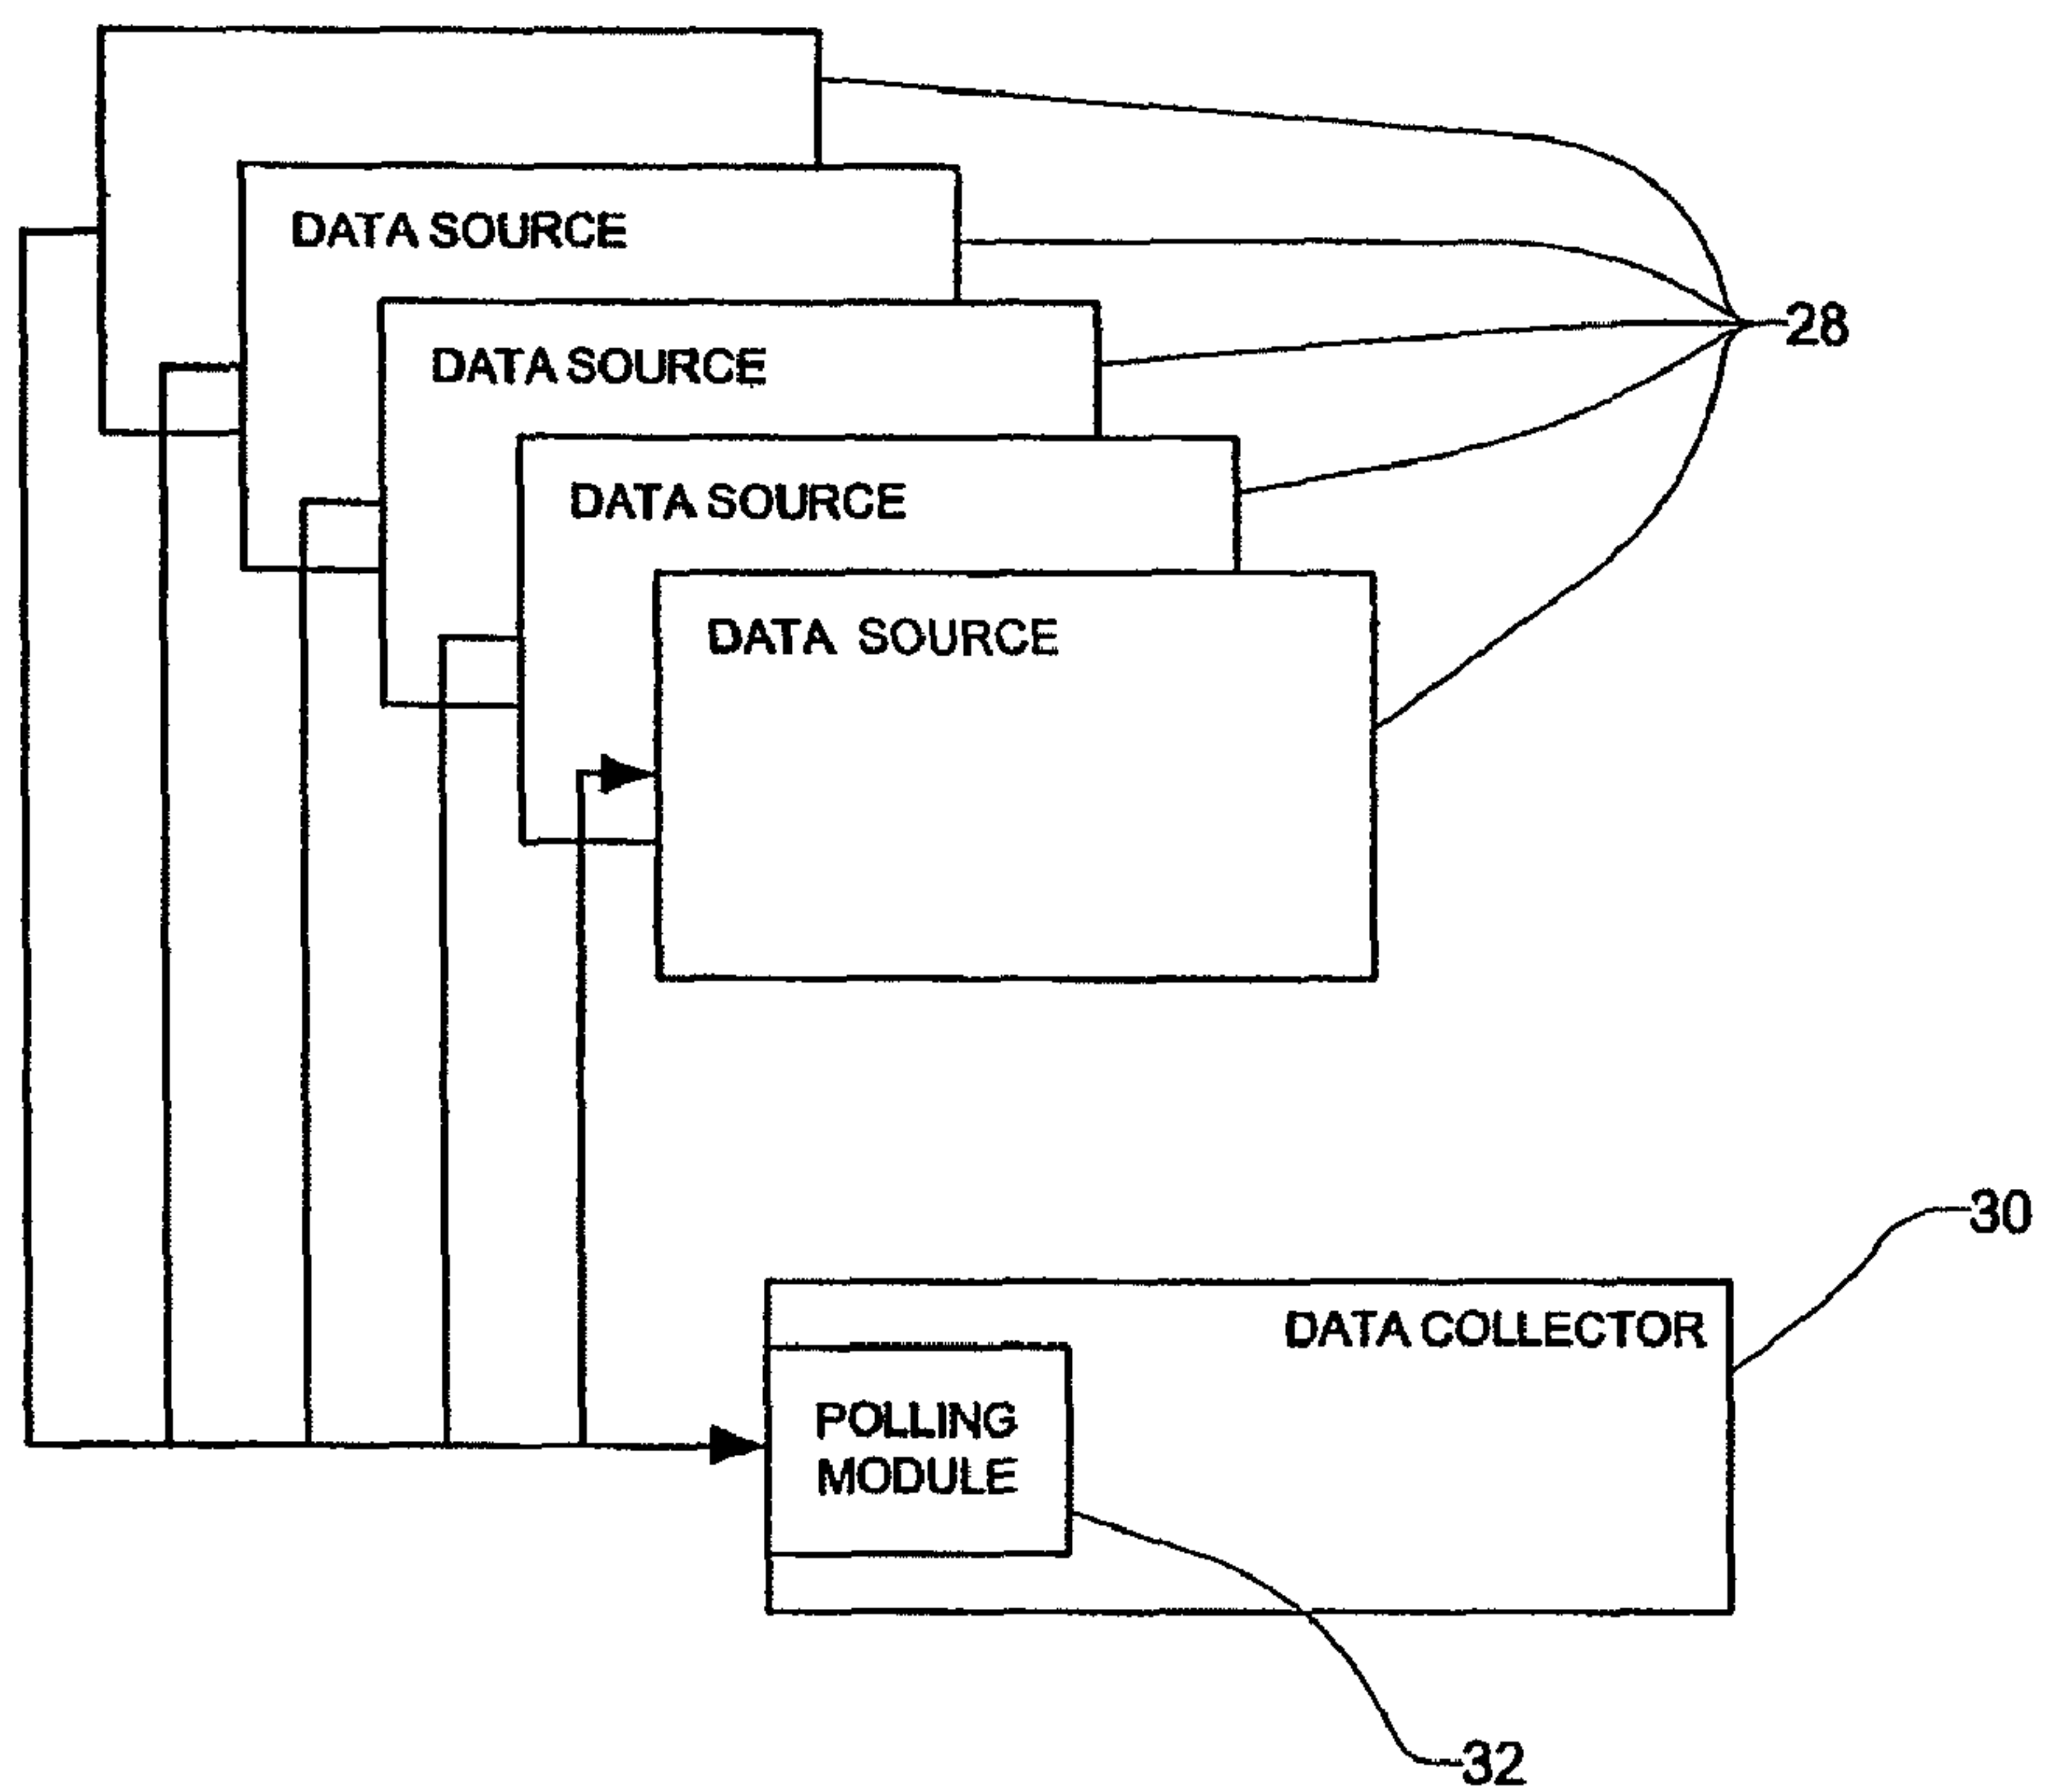 DATA SOURCE
DATA SOURCE
28
DATA SOURCE
DATA SOURCE
30
DATA COLLECTOR
POLLING
MODULE
32